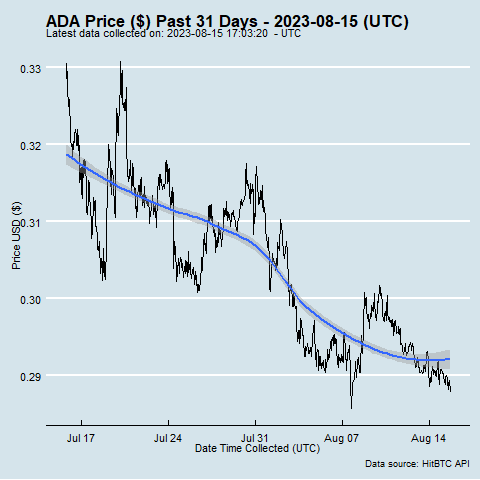 ADA Price ($) Past 31 Days - 2023-08-15 (UTC)
Latest data collected on: 2023-08-15 17:03:20 - UTC
0.33
0.32
0.31
0.30
0.29
Price USD ($)
Jul 17 Jul 24 Jul 31 Aug 07 Aug 14
Date Time Collected (UTC)
Data source: HitBTC API